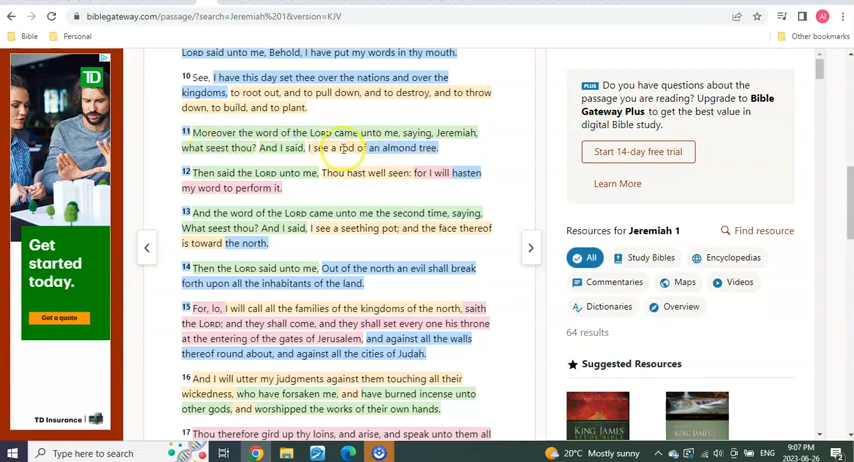 biblegateway.com/passage/?search=Jeremiah%201&version=KJV
AI
Bible
Personal
Other bookmarks
TD
Get
started
today.
Get a quote
TD Insurance
LORD said unto me, Behold, I have put my words in thy mouth.
10 See, I have this day set thee over the nations and over the
kingdoms, to root out, and to pull down, and to destroy, and to throw
down, to build, and to plant.
11 Moreover the word of the LORD came unto me, saying, Jeremiah,
what seest thou? And I said, I see a rod of an almond tree.
12 Then said the LORD unto me, Thou hast well seen: for I will hasten
my word to perform it.
13 And the word of the LORD came unto me the second time, saying,
What seest thou? And I said, I see a seething pot; and the face thereof
is toward the north.
14 Then the LORD said unto me, Out of the north an evil shall break
forth upon all the inhabitants of the land.
15 For, lo, I will call all the families of the kingdoms of the north, saith
the LORD; and they shall come, and they shall set every one his throne
at the entering of the gates of Jerusalem, and against all the walls
thereof round about, and against all the cities of Judah.
16 And I will utter my judgments against them touching all their
wickedness, who have forsaken me, and have burned incense unto
other gods, and worshipped the works of their own hands.
17 Thou therefore gird up thy loins, and arise, and speak unto them all
PLUS Do you have questions about the
passage you are reading? Upgrade to Bible
Gateway Plus to get the best value in
digital Bible study.
Start 14-day free trial
Learn More
Resources for Jeremiah 1
Find resource
All
Study Bibles
Encyclopedias
Commentaries
Maps
Videos
Dictionaries
Overview
64 results
Suggested Resources
KING JAMES
KING JAMES
STUDY BIBLE
Type here to search
20°C Mostly sunny
ENG
9:07 PM
2023-06-26
2